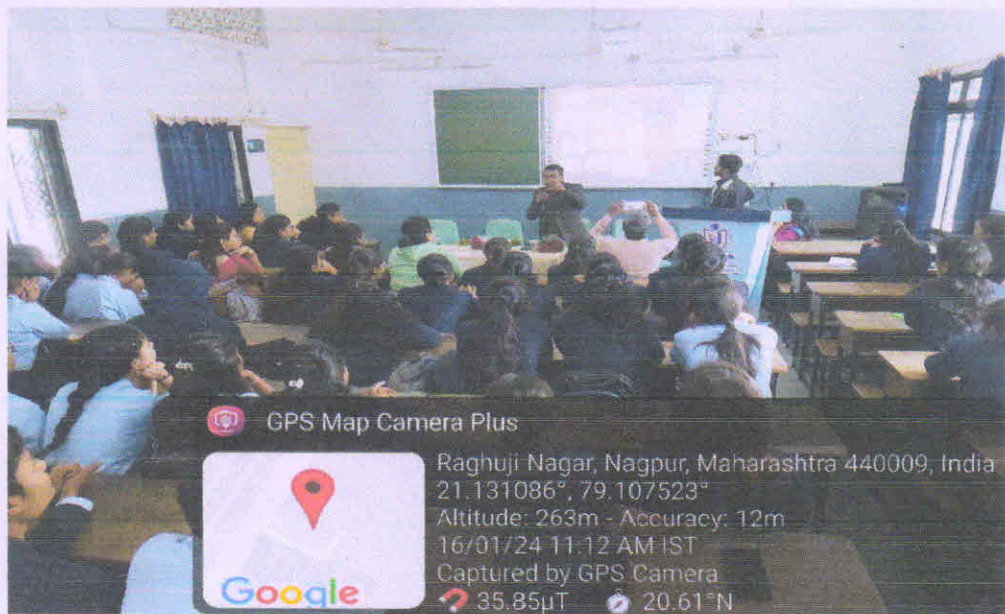 GPS Map Camera Plus
Raghuji Nagar, Nagpur, Maharashtra 440009, India
21.131086°, 79.107523°
Altitude: 263m - Accuracy: 12m
16/01/24 11.12 AM IST
Captured by GPS Camera
Google
35.85µT 20.61°N